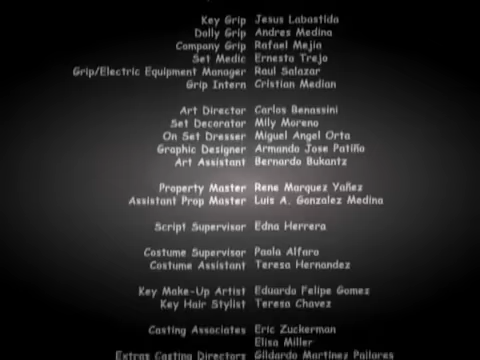 Key Grip Jesus Labastida
Dolly Grip Andres Medina
Company Grip Rafael Mejia
Set Medic Ernesto Trejo
Grip/Electric Equipment Manager Raul Salazar
Grip Intern Cristian Median
Art Director Carlos Benassini
Set Decorator Mily Moreno
On Set Dresser Miguel Angel Orta
Graphic Designer Armando Jose Patiño
Art Assistant Bernardo Bukantz
Property Master Rene Marquez Yañez
Assistant Prop Master Luis A. Gonzalez Medina
Script Supervisor Edna Herrera
Costume Supervisor Paola Alfaro
Costume Assistant Teresa Hernandez
Key Make-Up Artist Eduardo Felipe Gomez
Key Hair Stylist Teresa Chavez
Casting Associates Eric Zuckerman
Elisa Miller
Extras Casting Directors Gildardo Martinez Pallares